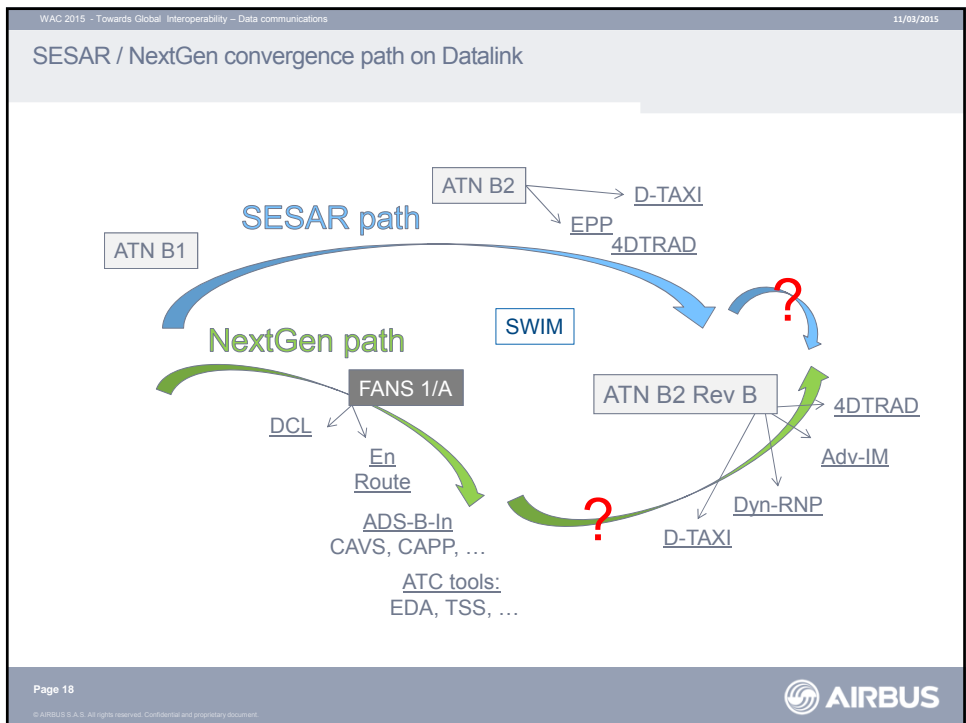 WAC 2015 - Towards Global Interoperability – Data communications
11/03/2015
SESAR / NextGen convergence path on Datalink
ATN B2
D-TAXI
SESAR path
EPP
4DTRAD
ATN B1
?
SWIM
NextGen path
FANS 1/A
ATN B2 Rev B
4DTRAD
DCL
En
Route
Adv-IM
Dyn-RNP
ADS-B-In
CAVS, CAPP, …
?
D-TAXI
ATC tools:
EDA, TSS, …
Page 18
© AIRBUS S.A.S. All rights reserved. Confidential and proprietary document.
AIRBUS